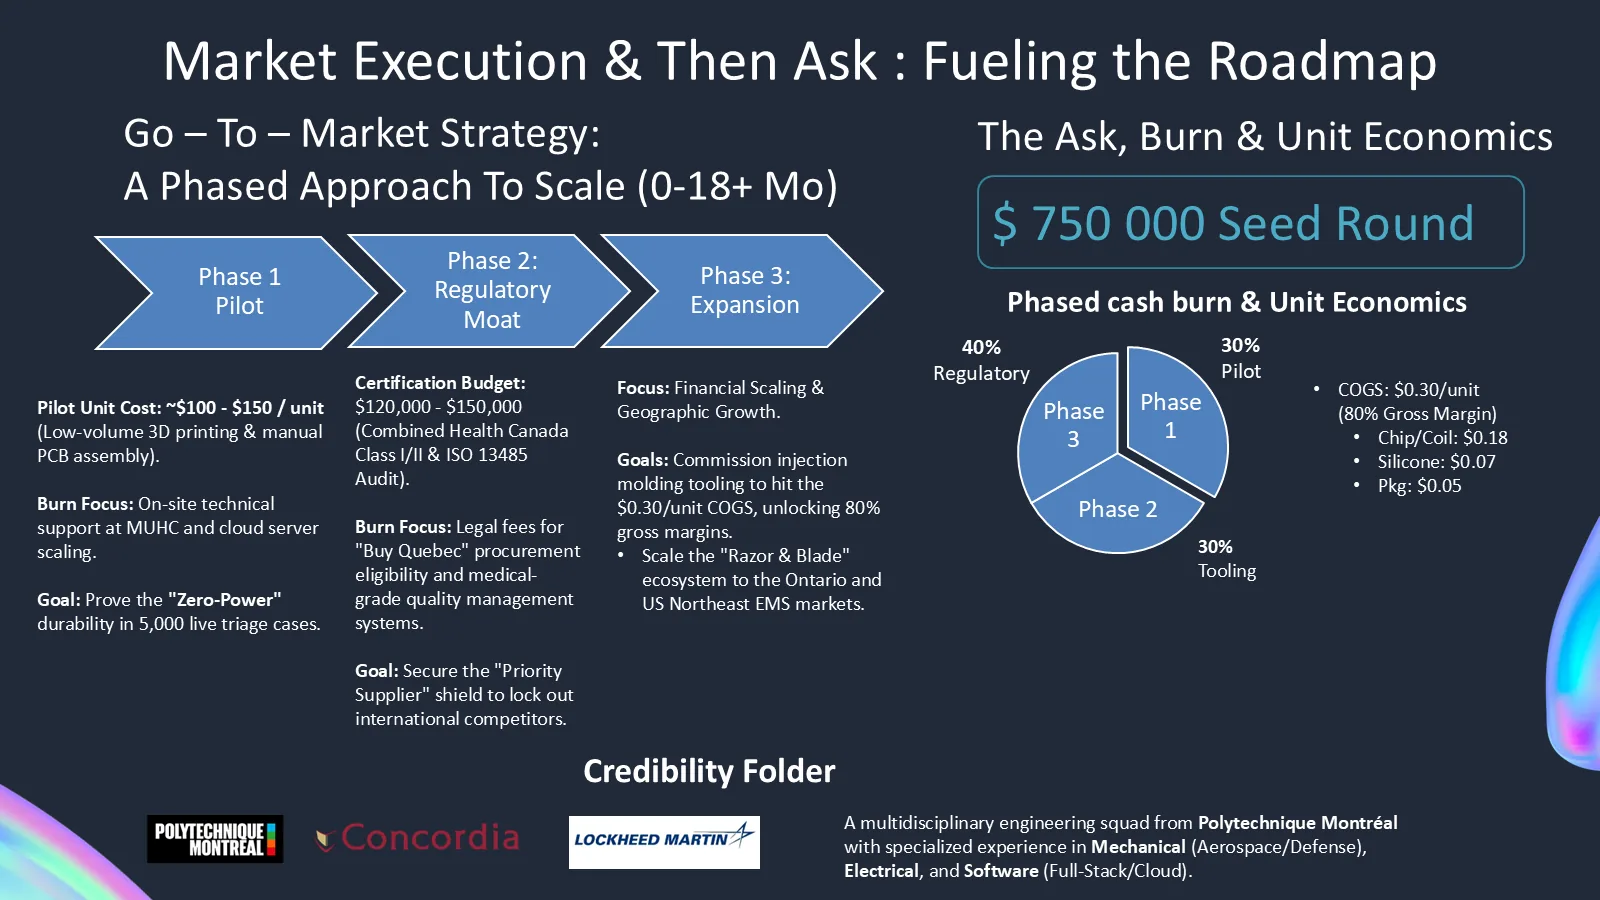 Market Execution & Then Ask : Fueling the Roadmap
Go – To – Market Strategy:
A Phased Approach To Scale (0-18+ Mo)
Phase 1
Pilot
Phase 2:
Regulatory
Moat
Phase 3:
Expansion
Pilot Unit Cost: ~$100 - $150 / unit
(Low-volume 3D printing & manual
PCB assembly).
Burn Focus: On-site technical
support at MUHC and cloud server
scaling.
Goal: Prove the "Zero-Power"
durability in 5,000 live triage cases.
Certification Budget:
$120,000 - $150,000
(Combined Health Canada
Class I/II & ISO 13485
Audit).
Burn Focus: Legal fees for
"Buy Quebec" procurement
eligibility and medical-
grade quality management
systems.
Goal: Secure the "Priority
Supplier" shield to lock out
international competitors.
Focus: Financial Scaling &
Geographic Growth.
Goals: Commission injection
molding tooling to hit the
$0.30/unit COGS, unlocking 80%
gross margins.
• Scale the "Razor & Blade"
ecosystem to the Ontario and
US Northeast EMS markets.
The Ask, Burn & Unit Economics
$ 750 000 Seed Round
Phased cash burn & Unit Economics
40%
Regulatory
30%
Pilot
Phase
3
Phase
1
Phase 2
30%
Tooling
• COGS: $0.30/unit
(80% Gross Margin)
• Chip/Coil: $0.18
• Silicone: $0.07
• Pkg: $0.05
Credibility Folder
POLYTECHNIQUE
MONTRÉAL
Concordia
LOCKHEED MARTIN
A multidisciplinary engineering squad from Polytechnique Montréal
with specialized experience in Mechanical (Aerospace/Defense),
Electrical, and Software (Full-Stack/Cloud).